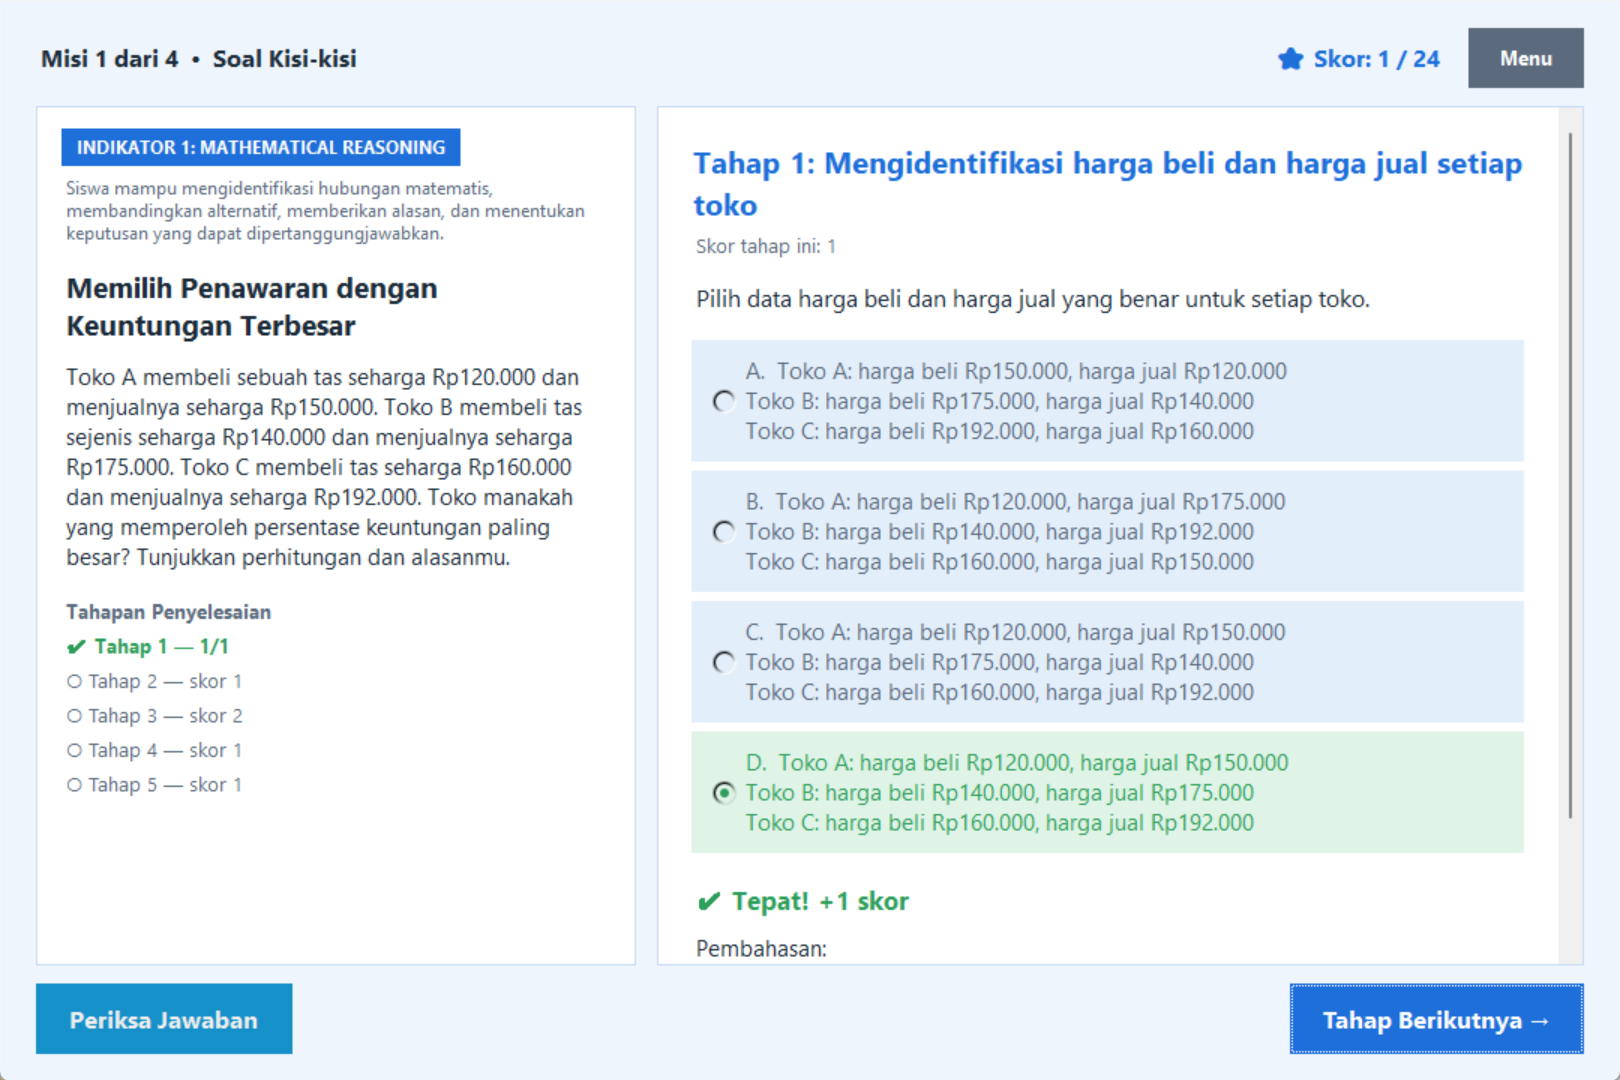 Misi 1 dari 4 • Soal Kisi-kisi
Skor: 1 / 24
Menu
INDIKATOR 1: MATHEMATICAL REASONING
Siswa mampu mengidentifikasi hubungan matematis,
membandingkan alternatif, memberikan alasan, dan menentukan
keputusan yang dapat dipertanggungjawabkan.
Memilih Penawaran dengan
Keuntungan Terbesar
Toko A membeli sebuah tas seharga Rp120.000 dan
menjualnya seharga Rp150.000. Toko B membeli tas
sejenis seharga Rp140.000 dan menjualnya seharga
Rp175.000. Toko C membeli tas seharga Rp160.000
dan menjualnya seharga Rp192.000. Toko manakah
yang memperoleh persentase keuntungan paling
besar? Tunjukkan perhitungan dan alasanmu.
Tahapan Penyelesaian
✔ Tahap 1 — 1/1
○ Tahap 2 — skor 1
○ Tahap 3 — skor 2
○ Tahap 4 — skor 1
○ Tahap 5 — skor 1
Tahap 1: Mengidentifikasi harga beli dan harga jual setiap
toko
Skor tahap ini: 1
Pilih data harga beli dan harga jual yang benar untuk setiap toko.
A. Toko A: harga beli Rp150.000, harga jual Rp120.000
Toko B: harga beli Rp175.000, harga jual Rp140.000
Toko C: harga beli Rp192.000, harga jual Rp160.000
B. Toko A: harga beli Rp120.000, harga jual Rp175.000
Toko B: harga beli Rp140.000, harga jual Rp192.000
Toko C: harga beli Rp160.000, harga jual Rp150.000
C. Toko A: harga beli Rp120.000, harga jual Rp150.000
Toko B: harga beli Rp175.000, harga jual Rp140.000
Toko C: harga beli Rp160.000, harga jual Rp192.000
D. Toko A: harga beli Rp120.000, harga jual Rp150.000
Toko B: harga beli Rp140.000, harga jual Rp175.000
Toko C: harga beli Rp160.000, harga jual Rp192.000
✔ Tepat! +1 skor
Pembahasan:
Periksa Jawaban
Tahap Berikutnya →